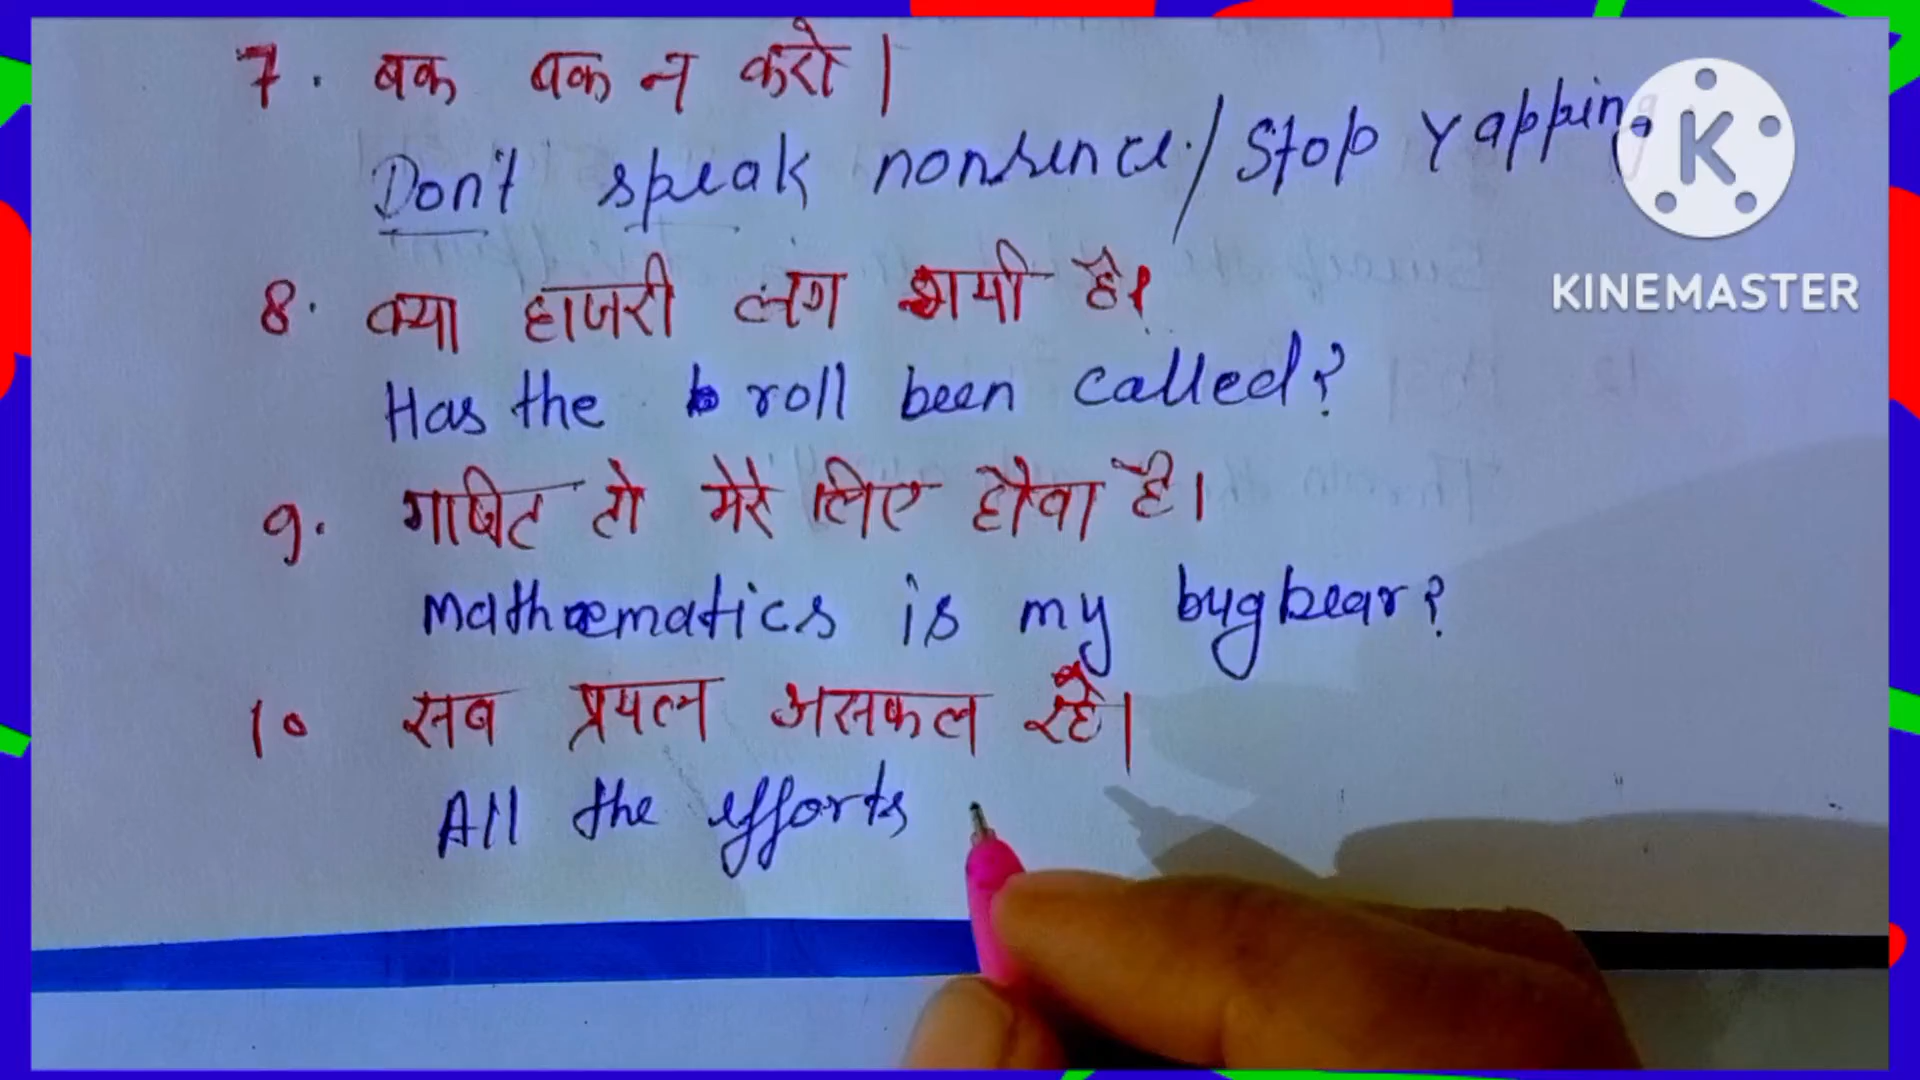 7. बक बक न करो |
Don't speak nonsence./Stop Yapping
8. क्या हाजरी लग गयी है?
Has the roll been called?
9. गाणित तो मेरे लिए हौवा है।
Mathematics is my bugbear?
10 सब प्रयत्न असफल रहे।
All the efforts
K
KINEMASTER